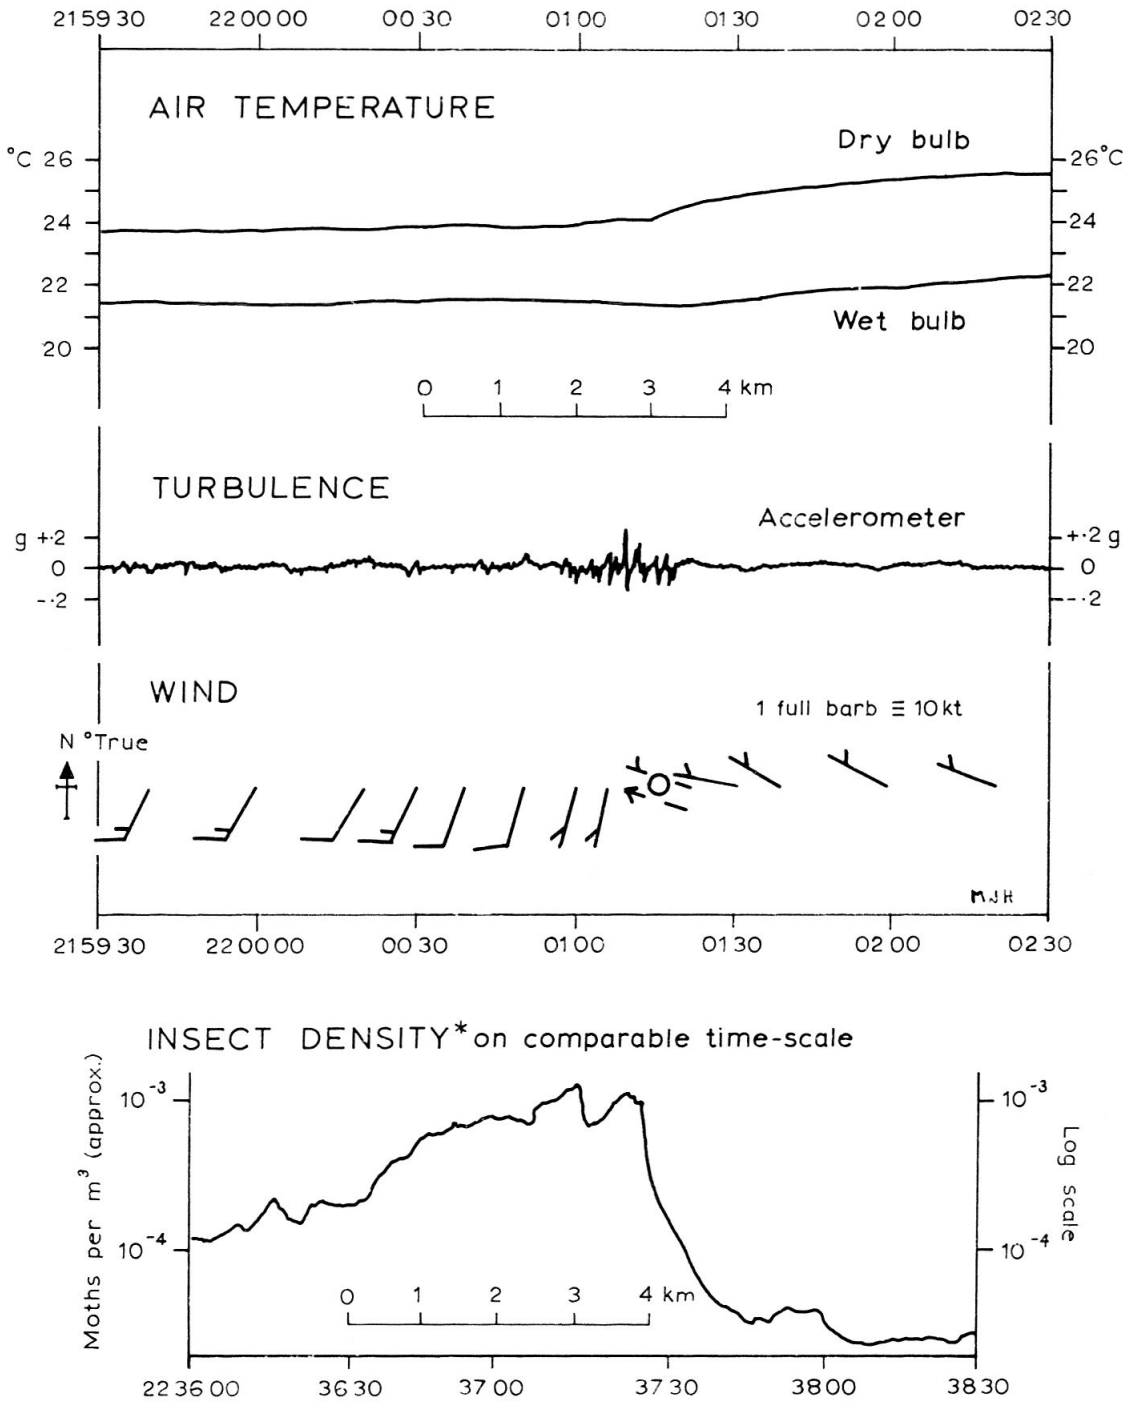 2159 30 220000 00 30 01 00 01 30 02 00 02 30
AIR TEMPERATURE
Dry bulb
°C 26 26°C
24 24
22 22
Wet bulb
20 20
0 1 2 3 4 km
TURBULENCE
Accelerometer
g +·2 +·2 g
0 0
-·2 -·2
WIND
1 full barb ≡ 10 kt
N °True
MJH
2159 30 220000 00 30 01 00 01 30 02 00 02 30
INSECT DENSITY* on comparable time-scale
Moths per m³ (approx.)
10⁻³ 10⁻³
Log scale
10⁻⁴ 10⁻⁴
0 1 2 3 4 km
2236 00 36 30 37 00 37 30 38 00 38 30